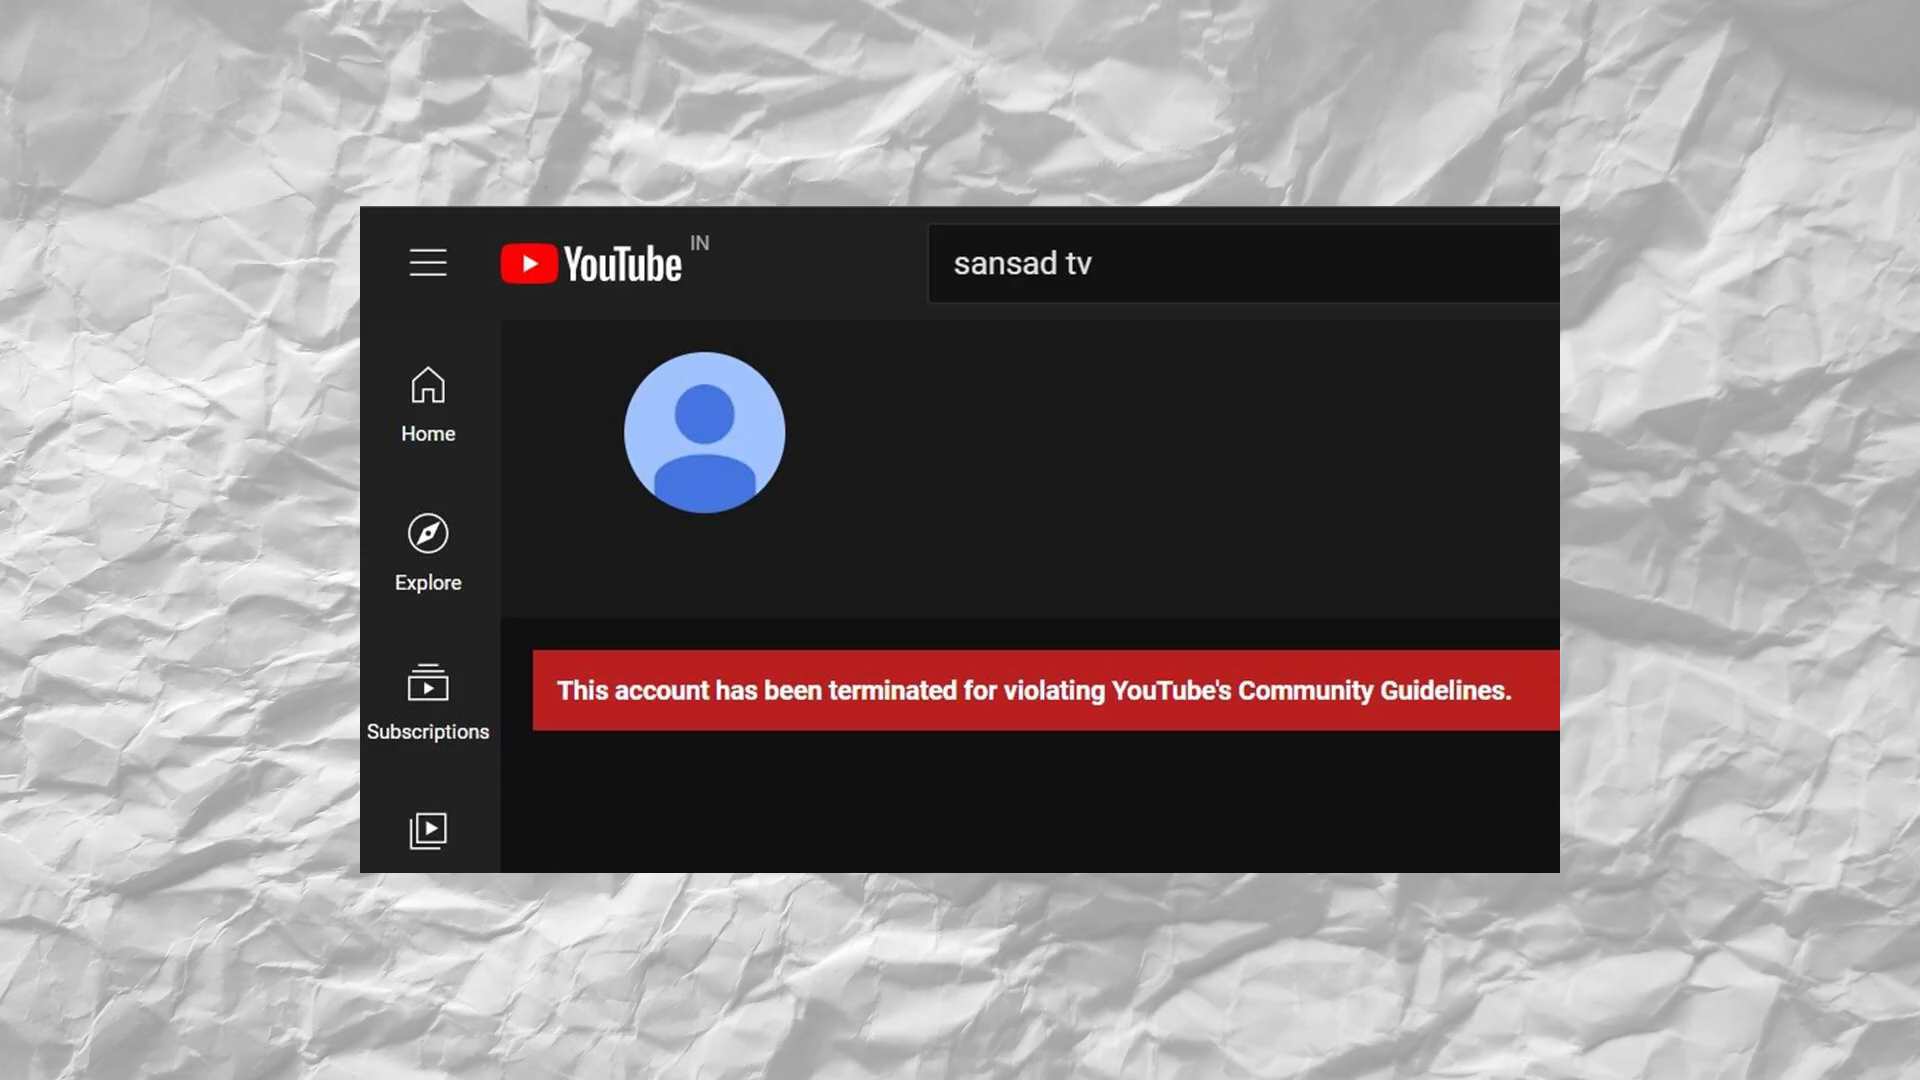 YouTube IN
sansad tv
Home
Explore
Subscriptions
This account has been terminated for violating YouTube's Community Guidelines.